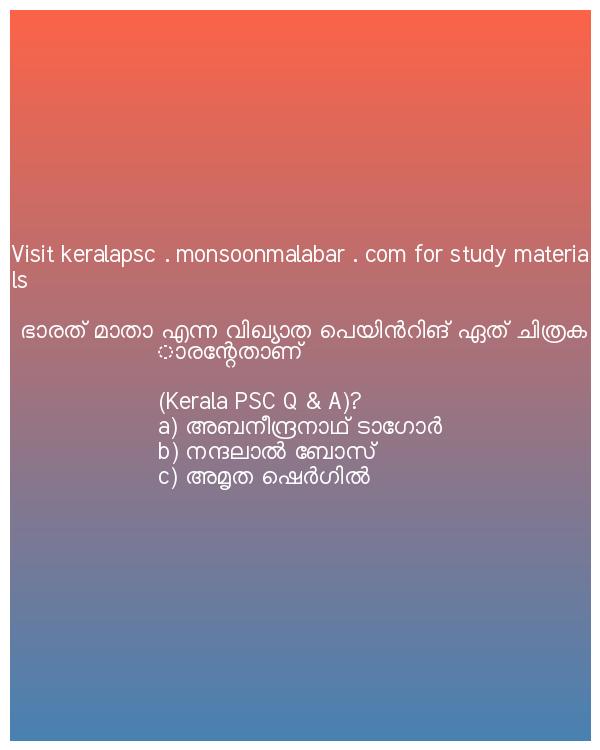 Visit keralapsc . monsoonmalabar . com for study materia
ls
ഭാരത് മാതാ എന്ന വിഖ്യാത പെയിൻറിങ് ഏത് ചിത്രക
ാരന്റേതാണ്
(Kerala PSC Q & A)?
a) അബനീന്ദ്രനാഥ് ടാഗോർ
b) നന്ദലാൽ ബോസ്
c) അമൃത ഷെർഗിൽ